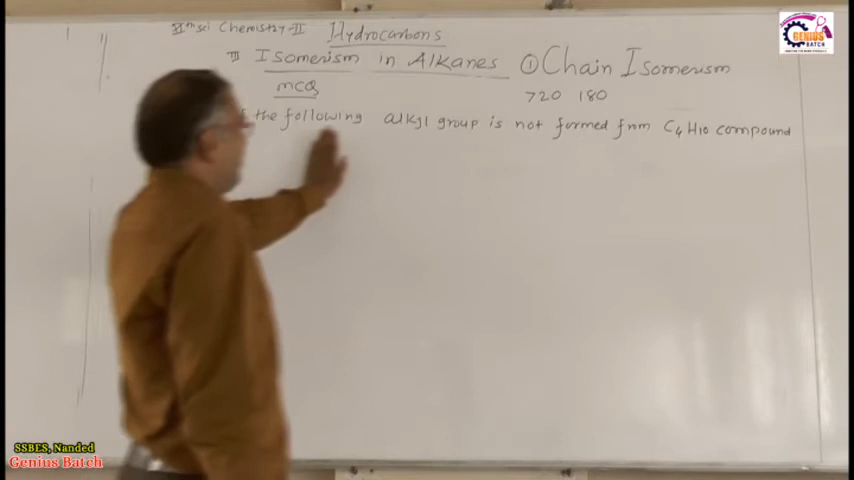 XIth sci Chemistry-II Hydrocarbons
III Isomerism in Alkanes ① Chain Isomerism
MCQ 720 180
the following alkyl group is not formed from C4H10 compound
GENIUS
BATCH
SSBES, Nanded
Genius Batch